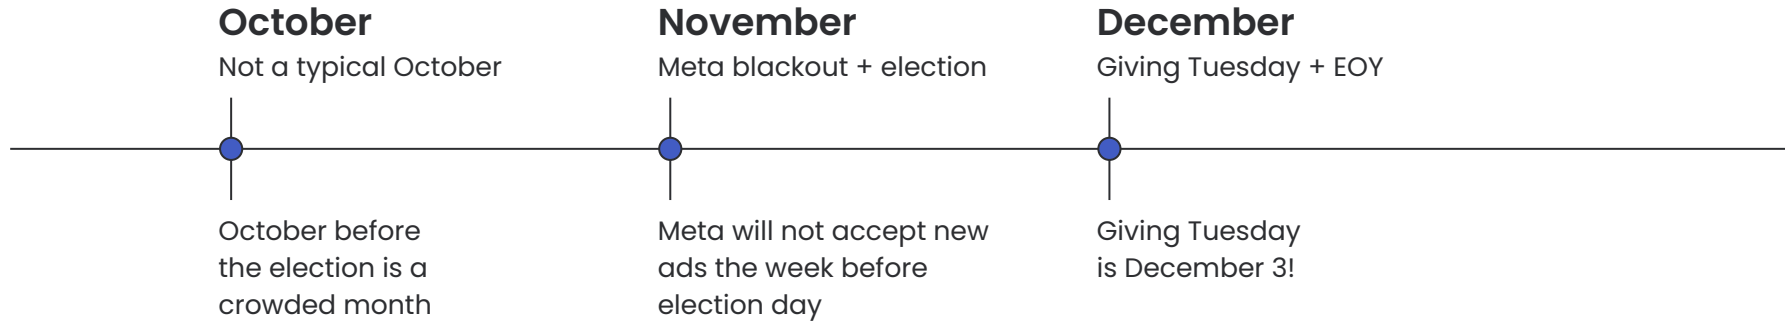 October
Not a typical October
October before
the election is a
crowded month
November
Meta blackout + election
Meta will not accept new
ads the week before
election day
December
Giving Tuesday + EOY
Giving Tuesday
is December 3!